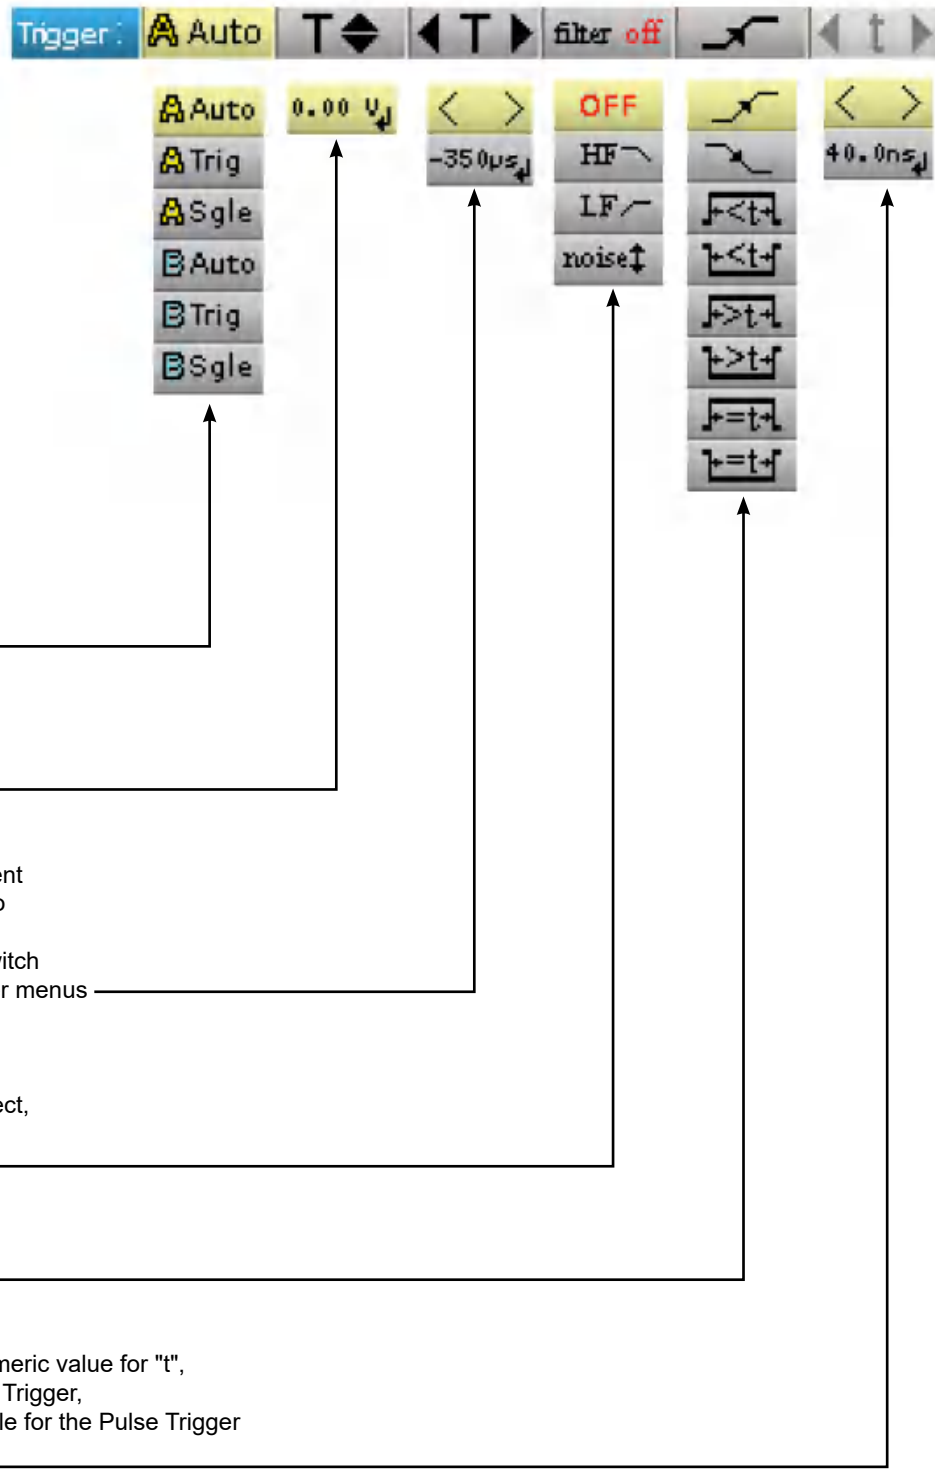 Trigger: A Auto T T filter off t
A Auto 0.00 V < > OFF < >
A Trig -350µs HF 40.0ns
A Sgle LF <t
B Auto noise <t
B Trig >t
B Sgle >t
=t
=t
ent
witch
r menus
ect,
meric value for "t",
Trigger,
le for the Pulse Trigger